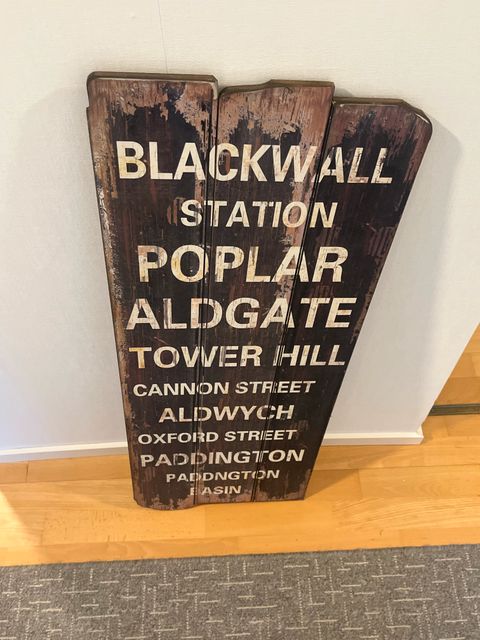 BLACKWALL
STATION
POPLAR
ALDGATE
TOWER HILL
CANNON STREET
ALDWYCH
OXFORD STREET
PADDINGTON
PADDNGTON
BASIN